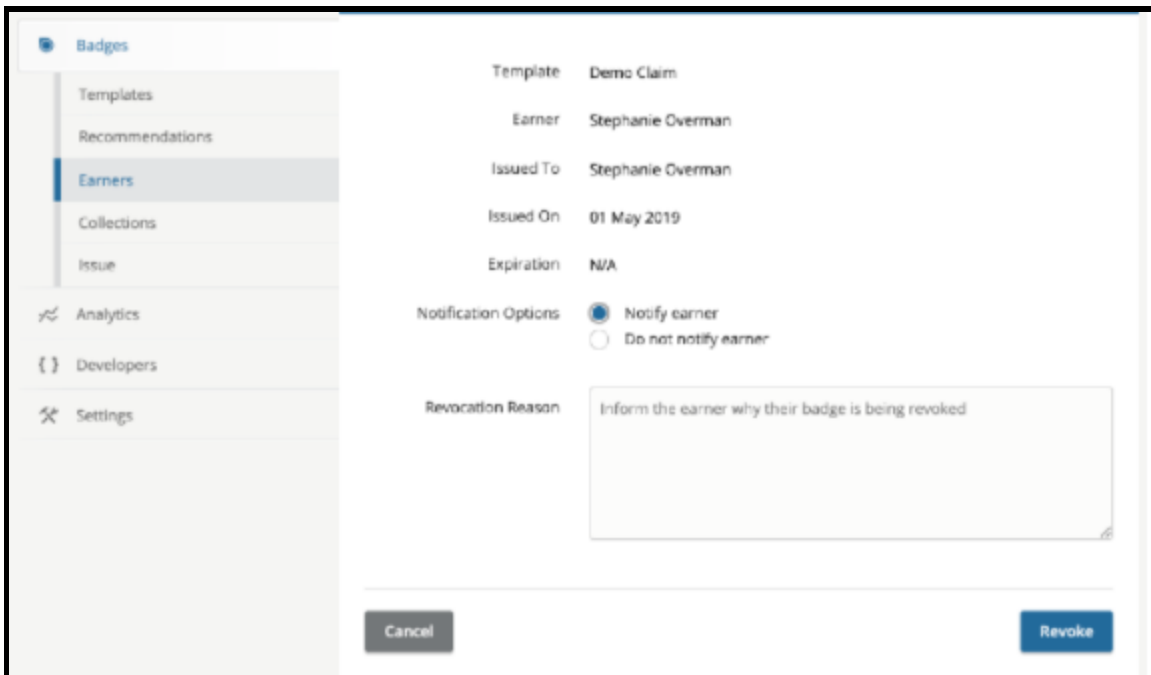 Badges
Templates
Recommendations
Earners
Collections
Issue
Analytics
Developers
Settings
Template Demo Claim
Earner Stephanie Overman
Issued To Stephanie Overman
Issued On 01 May 2019
Expiration N/A
Notification Options Notify earner
Do not notify earner
Revocation Reason Inform the earner why their badge is being revoked
Cancel Revoke